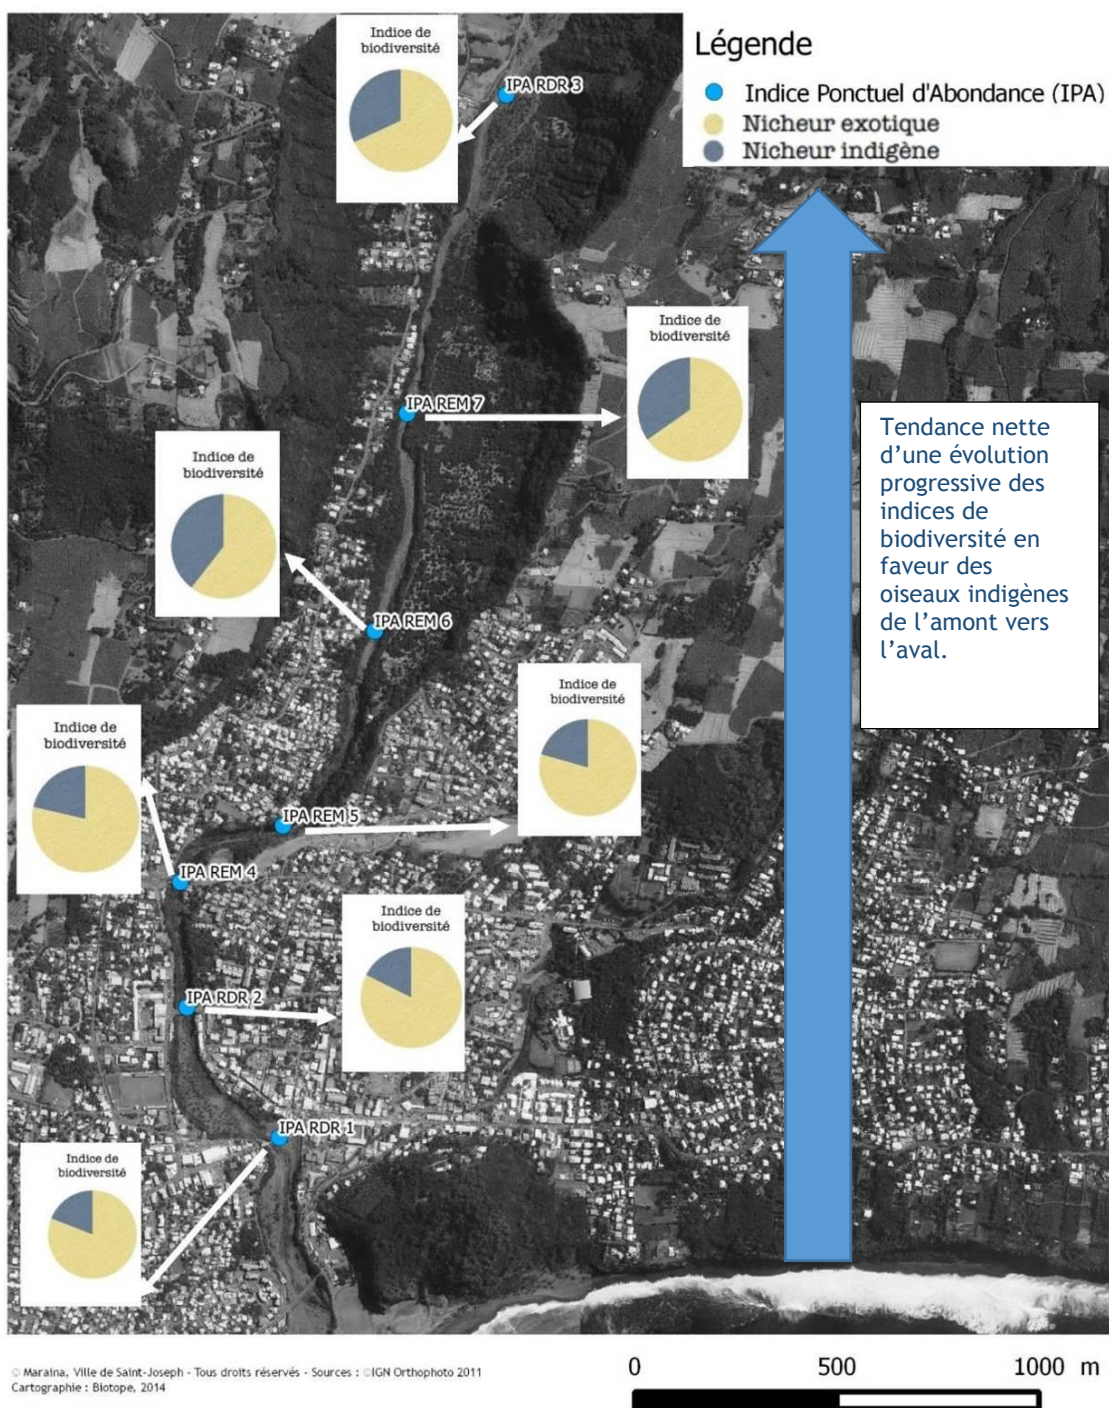 Indice de
biodiversité
IPA RDR 3
Légende
Indice Ponctuel d'Abondance (IPA)
Nicheur exotique
Nicheur indigène
Indice de
biodiversité
IPA REM 7
Indice de
biodiversité
IPA REM 6
Tendance nette
d'une évolution
progressive des
indices de
biodiversité en
faveur des
oiseaux indigènes
de l'amont vers
l'aval.
Indice de
biodiversité
Indice de
biodiversité
IPA REM 5
IPA REM 4
Indice de
biodiversité
IPA RDR 2
IPA RDR 1
Indice de
biodiversité
© Maraina, Ville de Saint-Joseph - Tous droits réservés - Sources : ©IGN Orthophoto 2011
Cartographie : Biotope, 2014
0 500 1000 m